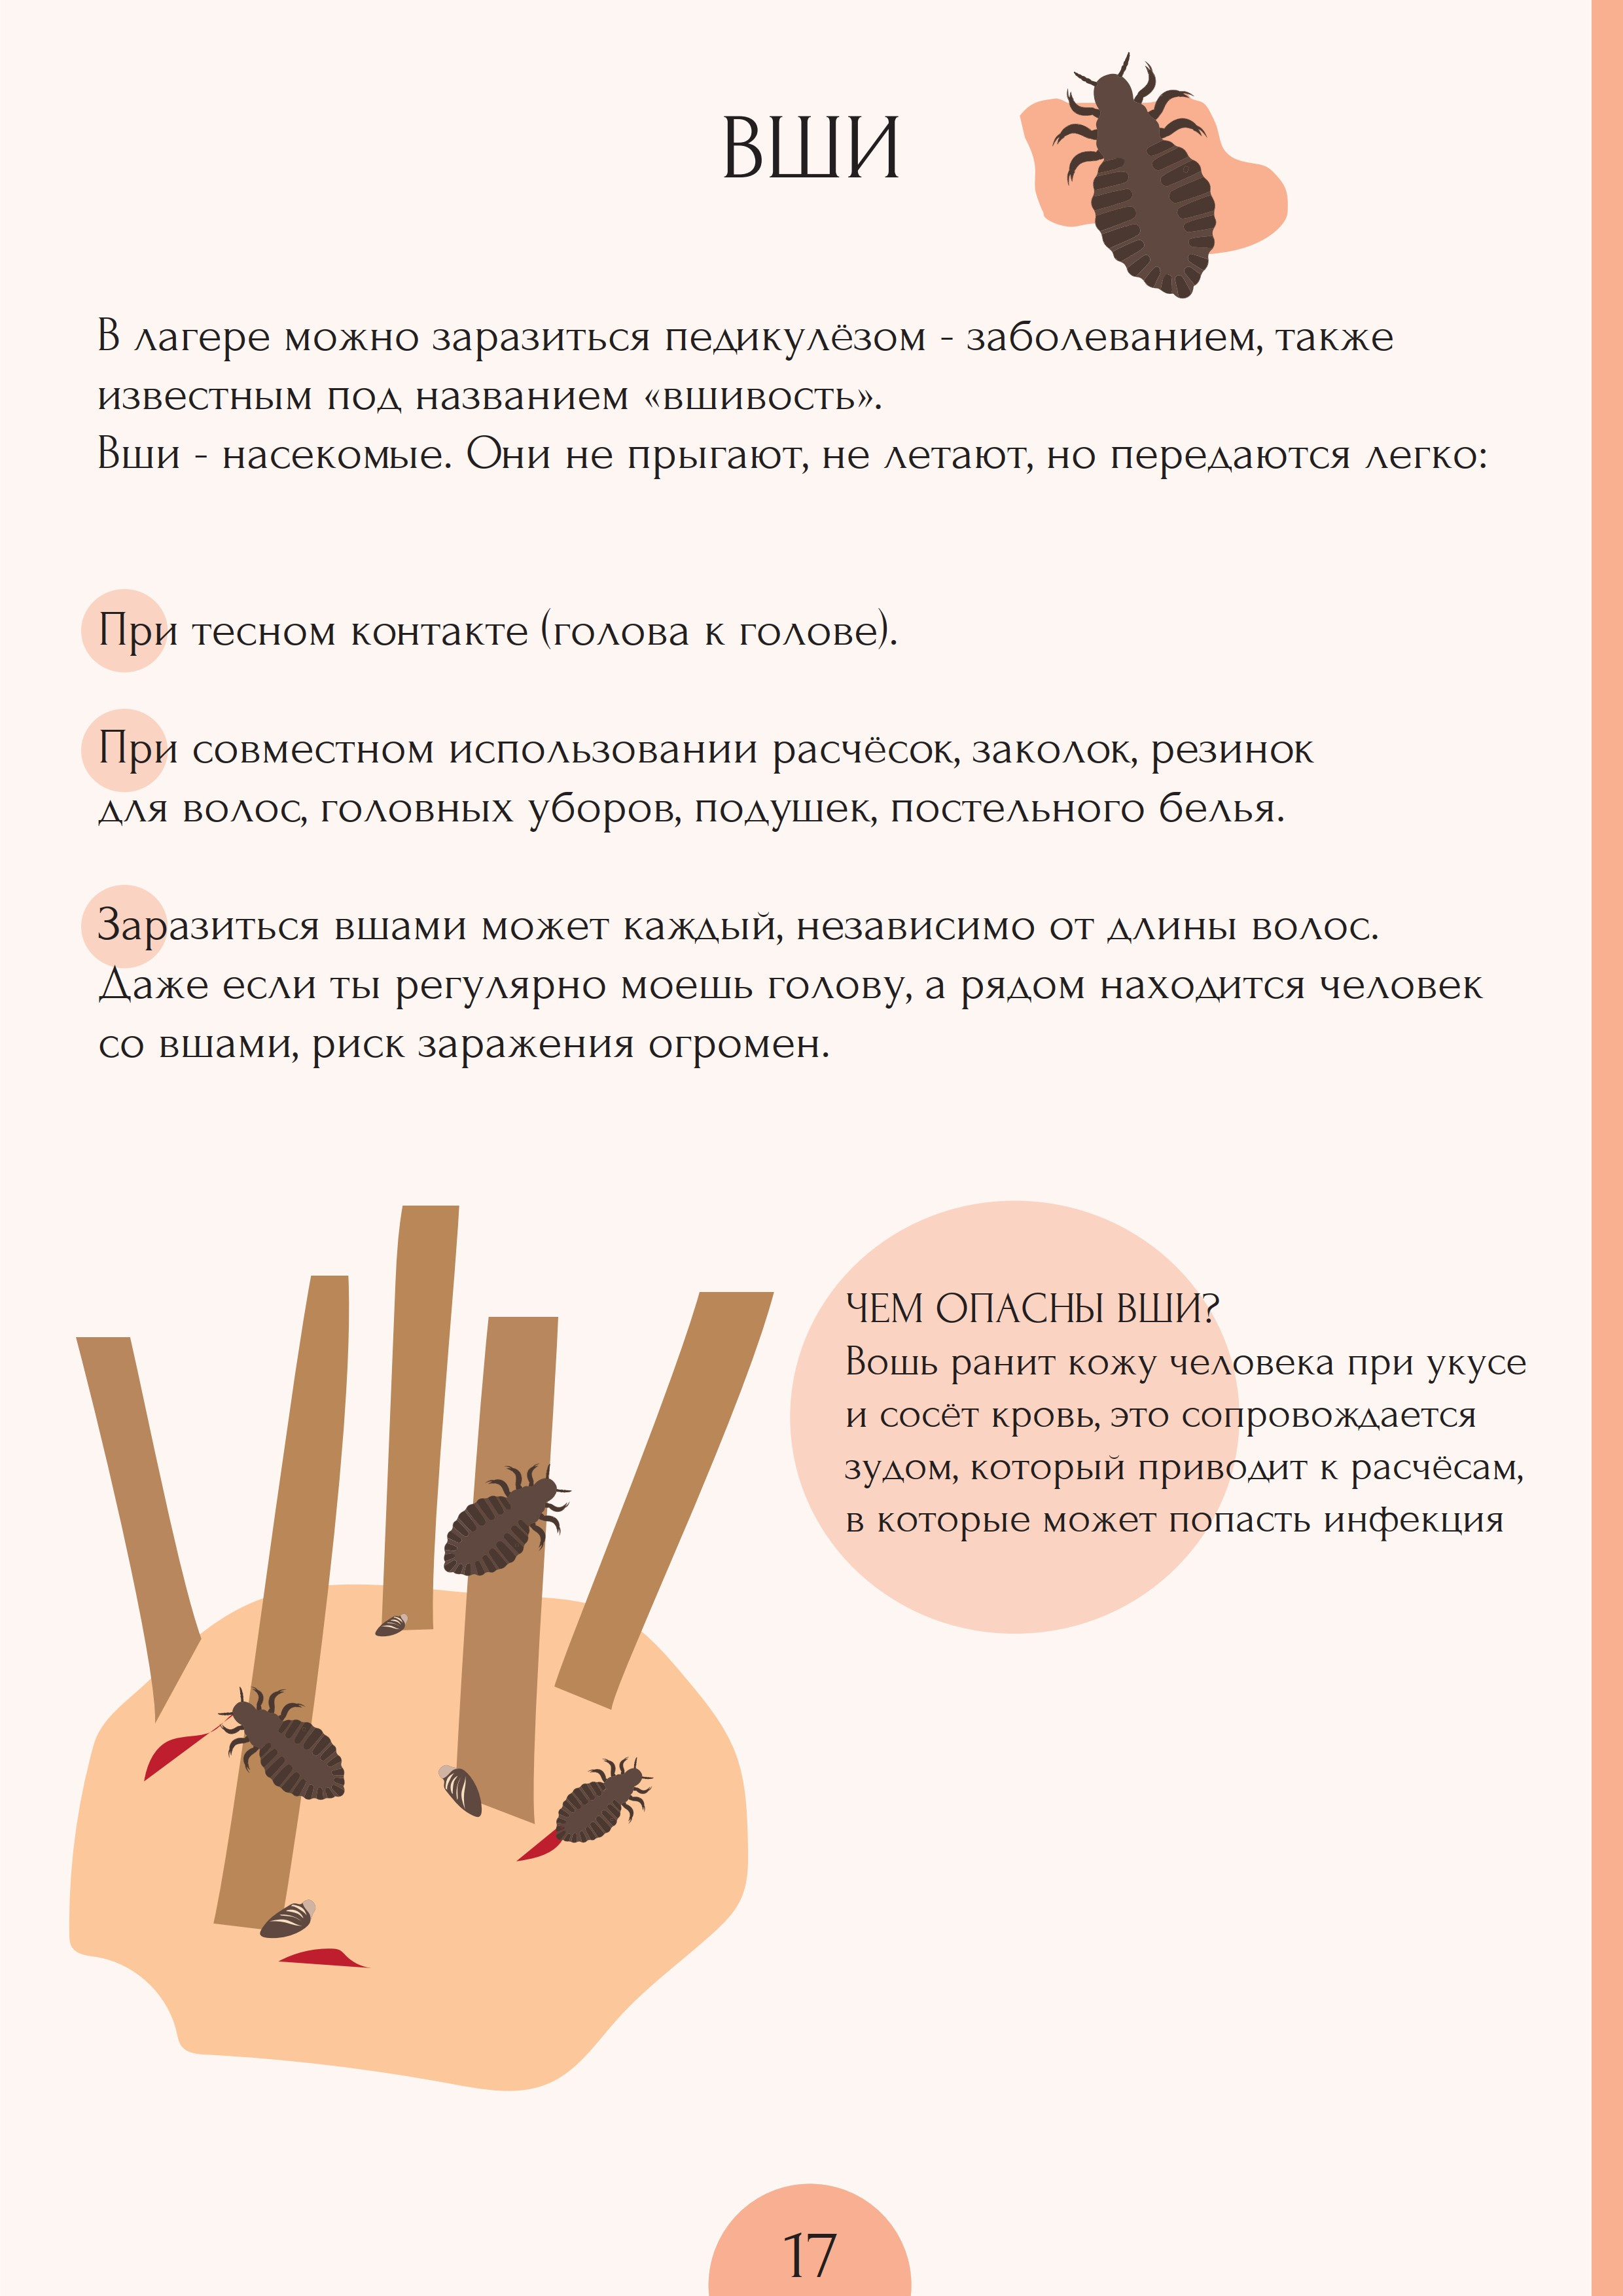 ВШИ
В лагере можно заразиться педикулёзом - заболеванием, также
известным под названием «вшивость».
Вши - насекомые. Они не прыгают, не летают, но передаются легко:
При тесном контакте (голова к голове).
При совместном использовании расчёсок, заколок, резинок
для волос, головных уборов, подушек, постельного белья.
Заразиться вшами может каждый, независимо от длины волос.
Даже если ты регулярно моешь голову, а рядом находится человек
со вшами, риск заражения огромен.
ЧЕМ ОПАСНЫ ВШИ?
Вошь ранит кожу человека при укусе
и сосёт кровь, это сопровождается
зудом, который приводит к расчёсам,
в которые может попасть инфекция
17